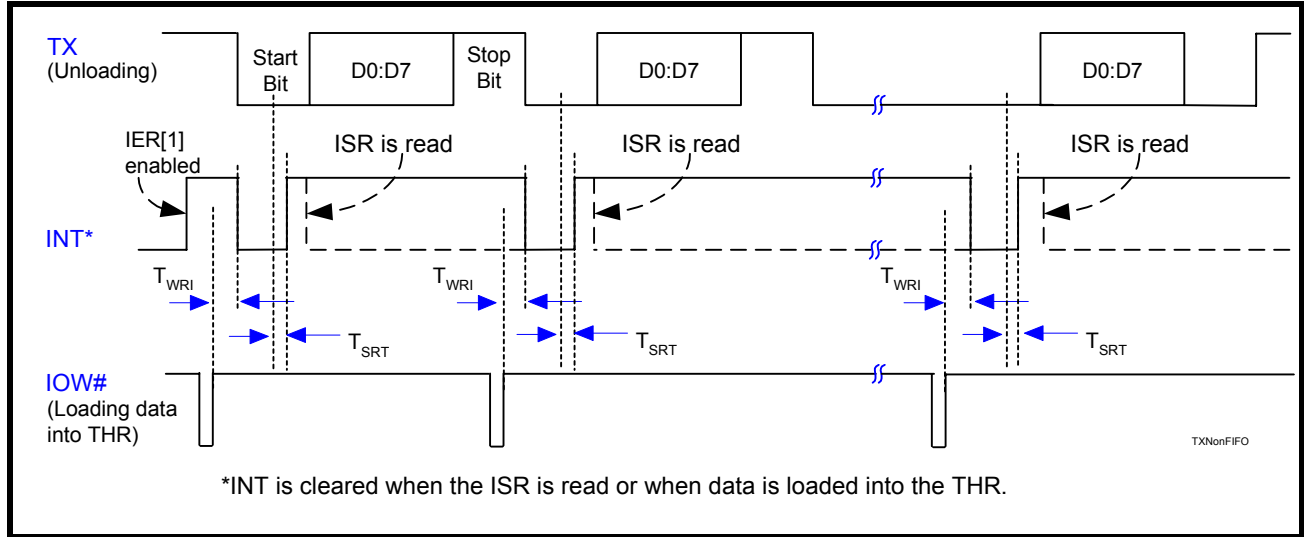 TX
(Unloading)
Start
Bit
D0:D7
Stop
Bit
D0:D7
D0:D7
IER[1]
enabled
ISR is read
ISR is read
ISR is read
INT*
TWRI
TWRI
TWRI
TSRT
TSRT
TSRT
IOW#
(Loading data
into THR)
TXNonFIFO
*INT is cleared when the ISR is read or when data is loaded into the THR.